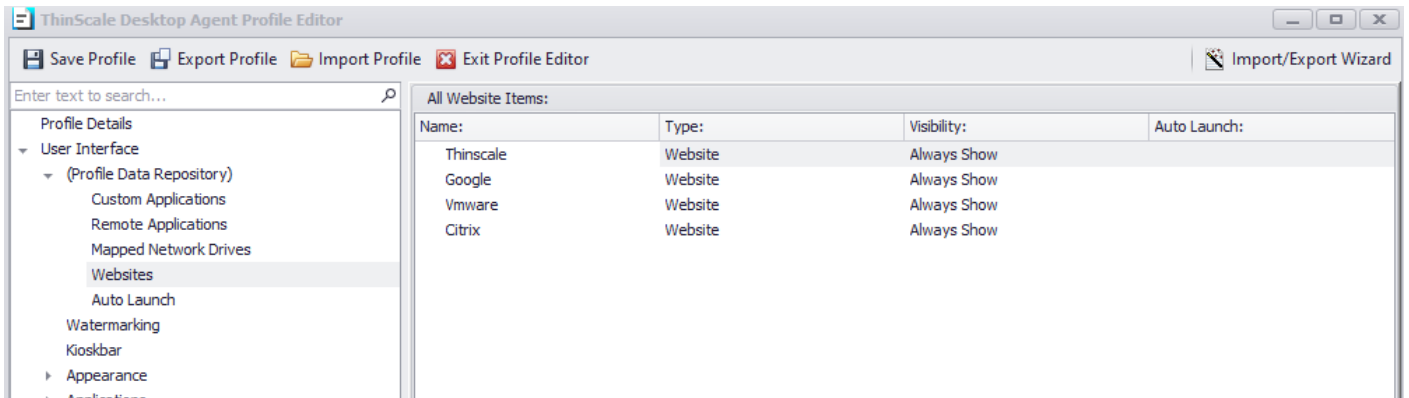 ThinScale Desktop Agent Profile Editor
Save Profile Export Profile Import Profile Exit Profile Editor Import/Export Wizard
Enter text to search...
Profile Details
User Interface
(Profile Data Repository)
Custom Applications
Remote Applications
Mapped Network Drives
Websites
Auto Launch
Watermarking
Kioskbar
Appearance
Applications
All Website Items:
Name: Type: Visibility: Auto Launch:
Thinscale Website Always Show
Google Website Always Show
Vmware Website Always Show
Citrix Website Always Show